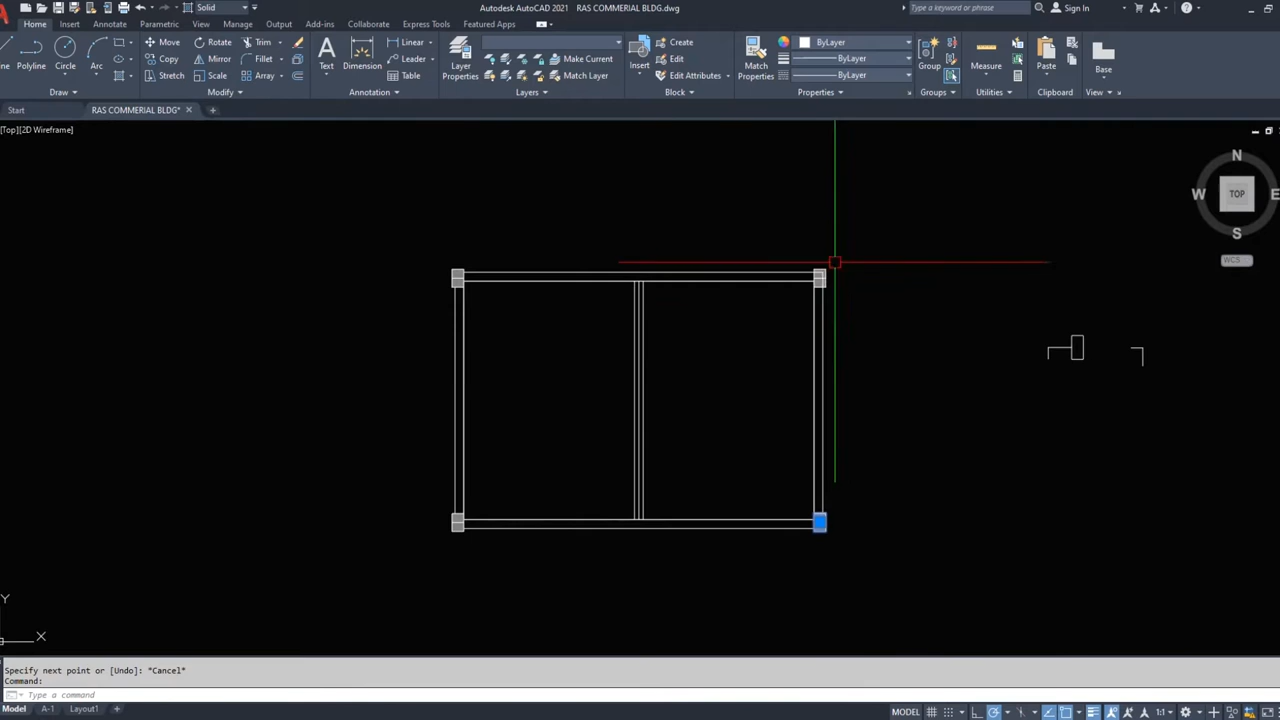 Solid
Autodesk AutoCAD 2021 RAS COMMERIAL BLDG.dwg
Type a keyword or phrase
Sign In
Home Insert Annotate Parametric View Manage Output Add-ins Collaborate Express Tools Featured Apps
Move Rotate Trim Linear Create ByLayer
Copy Mirror Fillet Leader Make Current Edit ByLayer
Polyline Circle Arc Stretch Scale Array Text Dimension Table Layer Properties Match Layer Insert Edit Attributes Match Properties ByLayer Group Measure Paste Base
Draw Modify Annotation Layers Block Properties Groups Utilities Clipboard View
Start RAS COMMERIAL BLDG*
[Top][2D Wireframe]
N
W TOP E
S
WCS
Y
X
Specify next point or [Undo]: *Cancel*
Command:
Type a command
Model A-1 Layout1
MODEL 1:1